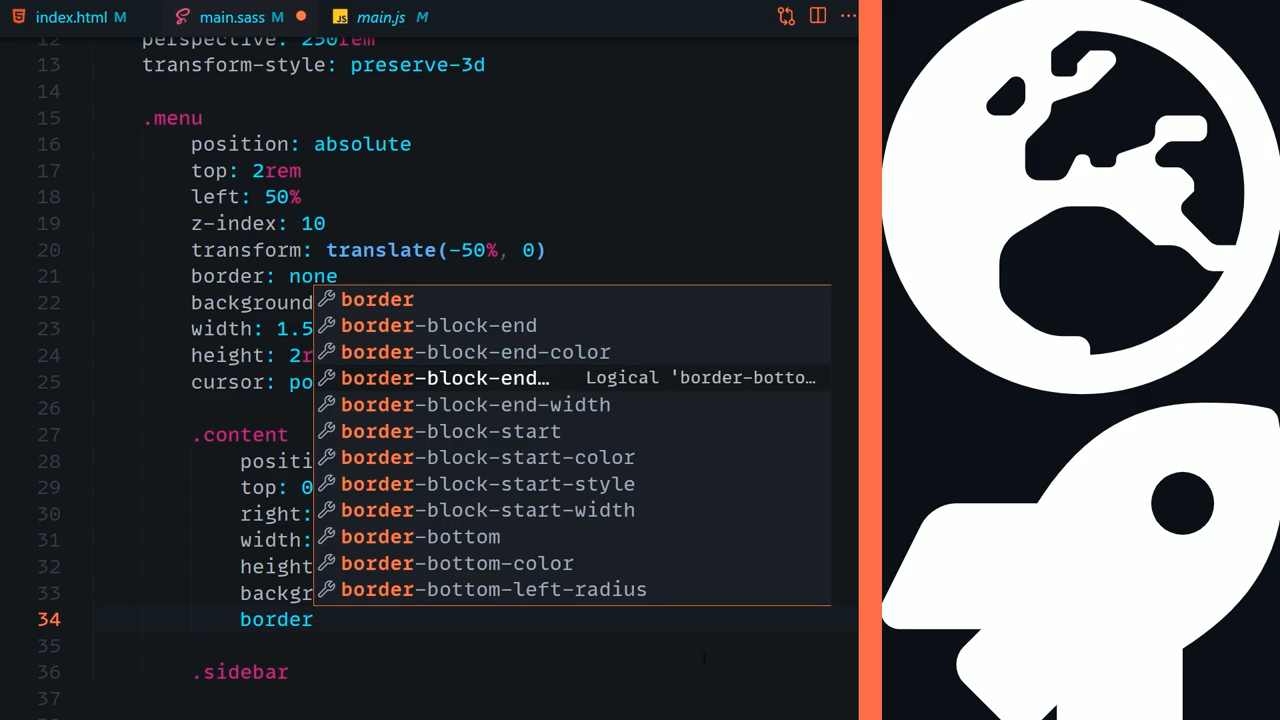 index.html M main.sass M main.js M
12 perspective: 250rem
13 transform-style: preserve-3d
14
15 .menu
16 position: absolute
17 top: 2rem
18 left: 50%
19 z-index: 10
20 transform: translate(-50%, 0)
21 border: none
22 background
23 width: 1.5
24 height: 2r
25 cursor: po
26
27 .content
28 positi
29 top: 0
30 right:
31 width:
32 height
33 backgr
34 border
35
36 .sidebar
37
border
border-block-end
border-block-end-color
border-block-end… Logical 'border-botto…
border-block-end-width
border-block-start
border-block-start-color
border-block-start-style
border-block-start-width
border-bottom
border-bottom-color
border-bottom-left-radius